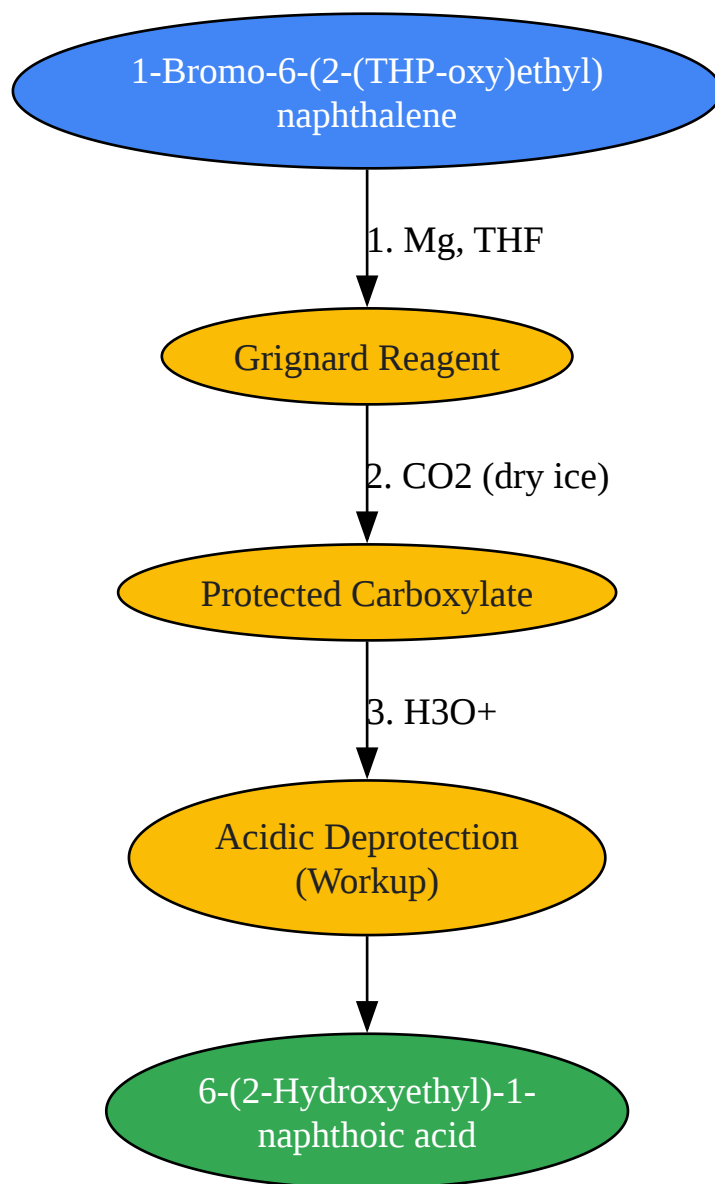 1-Bromo-6-(2-(THP-oxy)ethyl)
naphthalene
1. Mg, THF
Grignard Reagent
2. CO2 (dry ice)
Protected Carboxylate
3. H3O+
Acidic Deprotection
(Workup)
6-(2-Hydroxyethyl)-1-
naphthoic acid